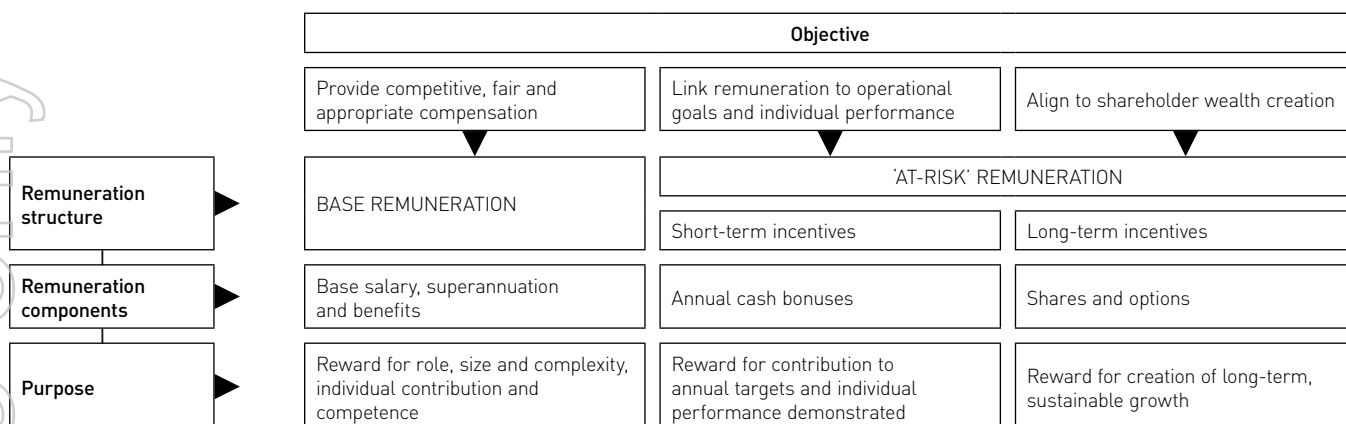 Objective
Provide competitive, fair and
appropriate compensation
Link remuneration to operational
goals and individual performance
Align to shareholder wealth creation
Remuneration
structure
BASE REMUNERATION
'AT-RISK' REMUNERATION
Short-term incentives
Long-term incentives
Remuneration
components
Base salary, superannuation
and benefits
Annual cash bonuses
Shares and options
Purpose
Reward for role, size and complexity,
individual contribution and
competence
Reward for contribution to
annual targets and individual
performance demonstrated
Reward for creation of long-term,
sustainable growth